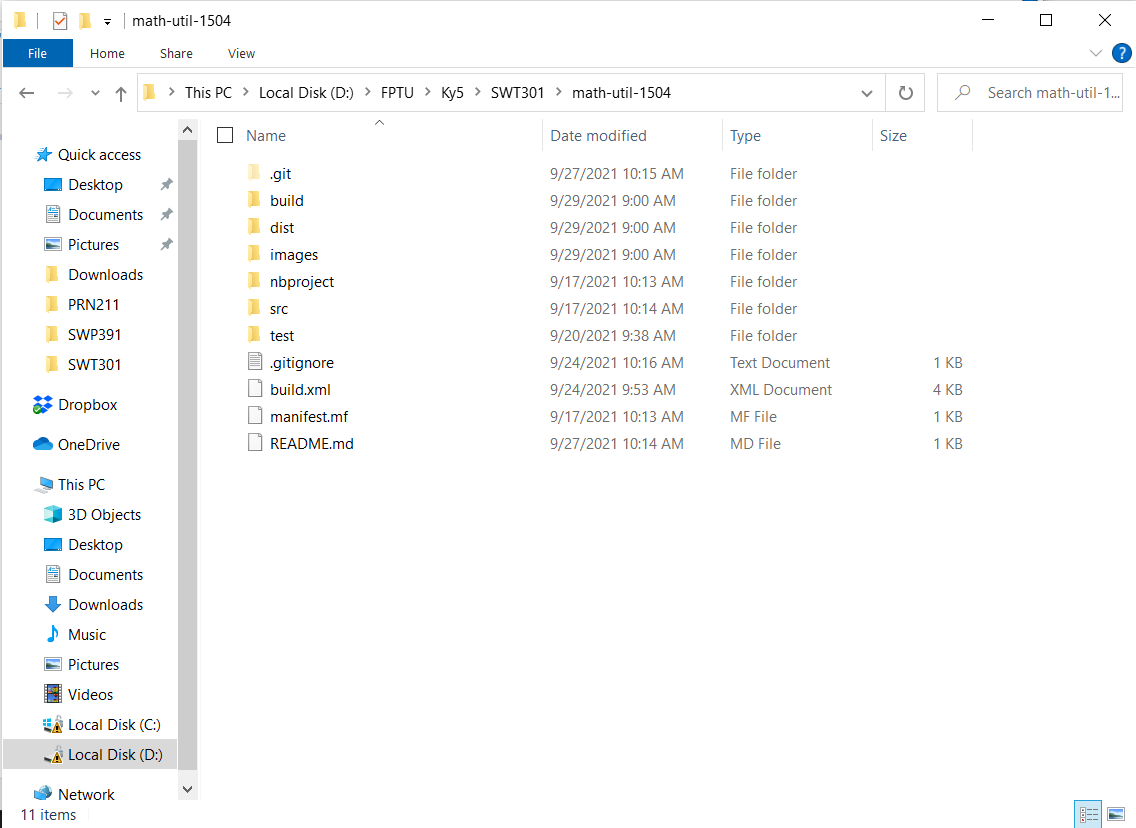 math-util-1504
File Home Share View
This PC Local Disk (D:) FPTU Ky5 SWT301 math-util-1504 Search math-util-1...
Quick access
Desktop
Documents
Pictures
Downloads
PRN211
SWP391
SWT301
Dropbox
OneDrive
This PC
3D Objects
Desktop
Documents
Downloads
Music
Pictures
Videos
Local Disk (C:)
Local Disk (D:)
Network
Name Date modified Type Size
.git 9/27/2021 10:15 AM File folder
build 9/29/2021 9:00 AM File folder
dist 9/29/2021 9:00 AM File folder
images 9/29/2021 9:00 AM File folder
nbproject 9/17/2021 10:13 AM File folder
src 9/17/2021 10:14 AM File folder
test 9/20/2021 9:38 AM File folder
.gitignore 9/24/2021 10:16 AM Text Document 1 KB
build.xml 9/24/2021 9:53 AM XML Document 4 KB
manifest.mf 9/17/2021 10:13 AM MF File 1 KB
README.md 9/27/2021 10:14 AM MD File 1 KB
11 items